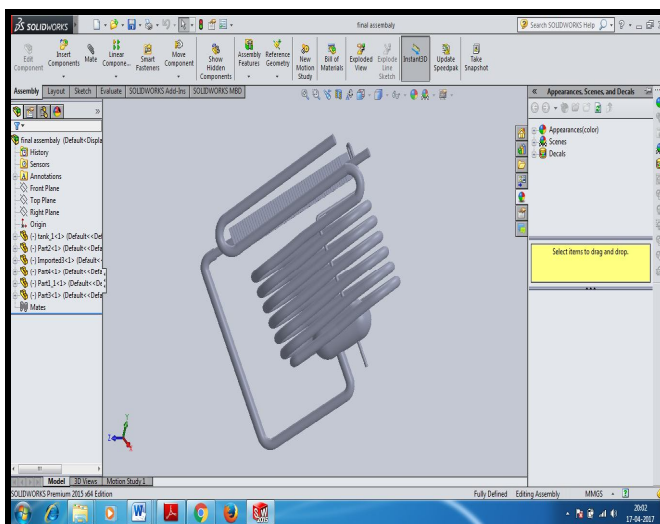 SOLIDWORKS
final assembaly
Search SOLIDWORKS Help
Edit Component
Insert Components
Mate
Linear Compone...
Smart Fasteners
Move Component
Show Hidden Components
Assembly Features
Reference Geometry
New Motion Study
Bill of Materials
Exploded View
Explode Line Sketch
Instant3D
Update Speedpak
Take Snapshot
Assembly Layout Sketch Evaluate SOLIDWORKS Add-Ins SOLIDWORKS MBD
Appearances, Scenes, and Decals
final assembaly (Default<Displa
History
Sensors
Annotations
Front Plane
Top Plane
Right Plane
Origin
(-) tank_1<1> (Default<<De
(-) Part2<1> (Default<<Defa
(-) Imported3<1> (Default<
(-) Part4<1> (Default<<Defa
(-) Part1_1<1> (Default<<D
(-) Part3<1> (Default<<Defa
Mates
Appearances(color)
Scenes
Decals
Select items to drag and drop.
Y
Z
Model 3D Views Motion Study 1
SOLIDWORKS Premium 2015 x64 Edition
Fully Defined Editing Assembly MMGS
20:02
17-04-2017